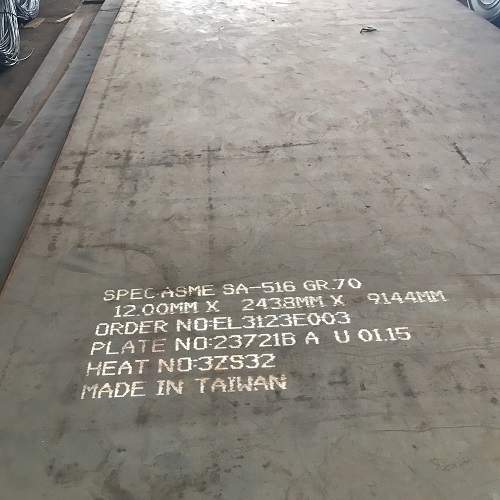 SPEC:ASME SA-516 GR.70
12.00MM X 2438MM X 9144MM
ORDER NO:EL3123E003
PLATE NO:23721B A U 01.15
HEAT NO:3ZS32
MADE IN TAIWAN